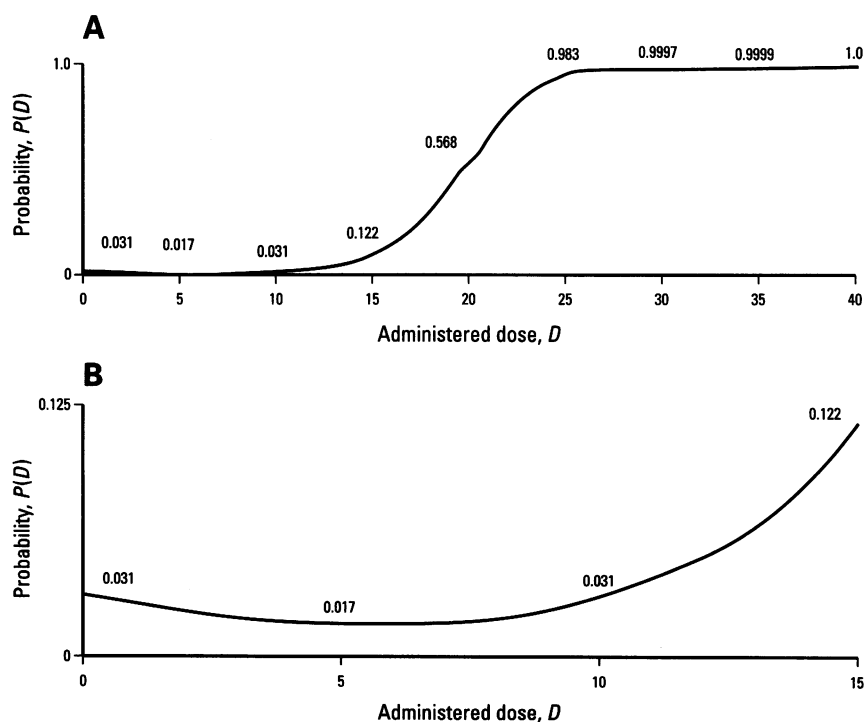 A
1.0
0.983
0.9997
0.9999
1.0
0.568
Probability, P(D)
0.031
0.017
0.031
0.122
0
0 5 10 15 20 25 30 35 40
Administered dose, D
B
0.125
0.122
Probability, P(D)
0.031
0.017
0.031
0
0 5 10 15
Administered dose, D